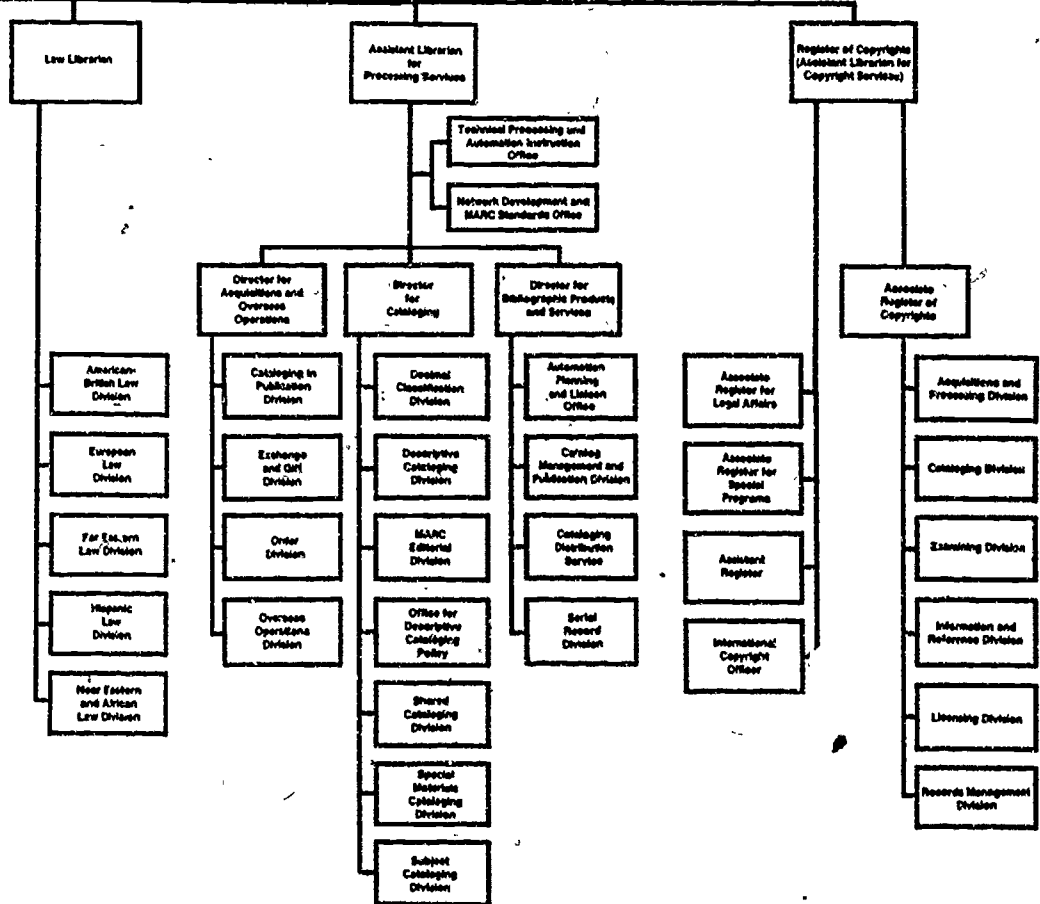 Law Librarian
Assistant Librarian
for
Processing Services
Register of Copyrights
(Assistant Librarian for
Copyright Services)
Technical Processing and
Automation Instruction
Office
Network Development and
MARC Standards Office
Director for
Acquisitions and
Overseas
Operations
Director
for
Cataloging
Director for
Bibliographic Products
and Services
Associate
Register of
Copyrights
American-
British Law
Division
European
Law
Division
Far Eastern
Law Division
Hispanic
Law
Division
Near Eastern
and African
Law Division
Cataloging in
Publication
Division
Exchange
and Gift
Division
Order
Division
Overseas
Operations
Division
Decimal
Classification
Division
Descriptive
Cataloging
Division
MARC
Editorial
Division
Office for
Descriptive
Cataloging
Policy
Shared
Cataloging
Division
Special
Materials
Cataloging
Division
Subject
Cataloging
Division
Automation
Planning
and Liaison
Office
Catalog
Management and
Publication Division
Cataloging
Distribution
Service
Serial
Record
Division
Associate
Register for
Legal Affairs
Associate
Register for
Special
Programs
Assistant
Register
International
Copyright
Officer
Acquisitions and
Processing Division
Cataloging Division
Examining Division
Information and
Reference Division
Licensing Division
Records Management
Division